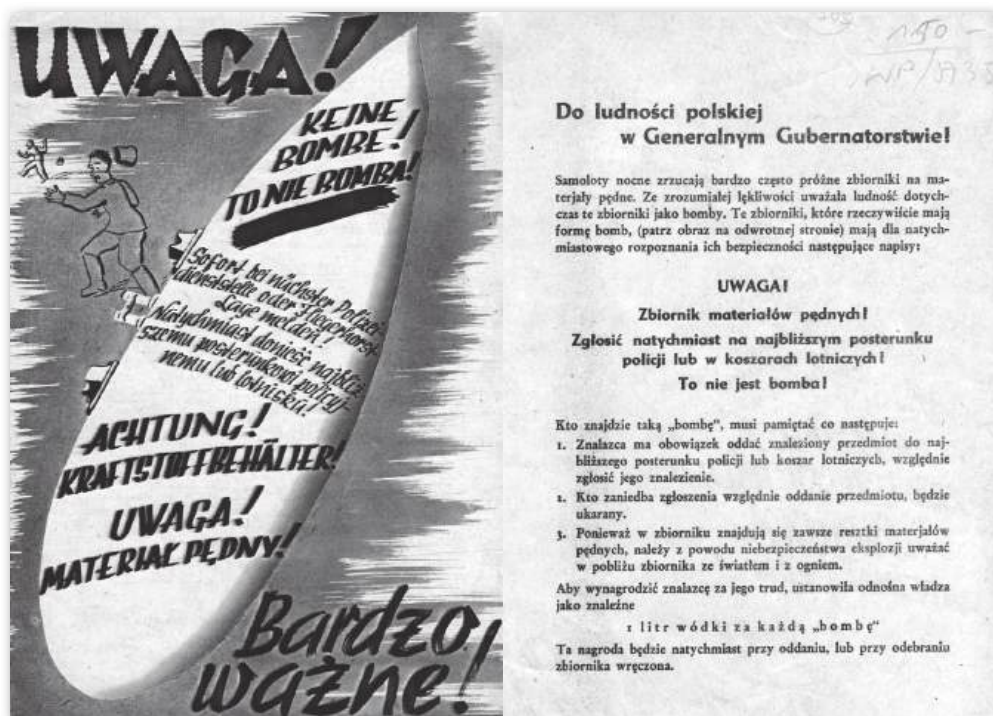 UWAGA!
KEINE
BOMBE!
TO NIE BOMBA!
Sofort bei nächster Polizei-
dienststelle oder Fliegerhorst
Lage melden!
Natychmiast donieść najbliż
szemu posterunkowi policyj-
nemu lub lotnisku!
ACHTUNG!
KRAFTSTOFFBEHÄLTER!
UWAGA!
MATERIAŁ PĘDNY!
Bardzo
ważne!
Do ludności polskiej
w Generalnym Gubernatorstwie!
Samoloty nocne zrzucają bardzo często próżne zbiorniki na ma-
terjały pędne. Ze zrozumiałej lękliwości uważała ludność dotych-
czas te zbiorniki jako bomby. Te zbiorniki, które rzeczywiście mają
formę bomb, (patrz obraz na odwrotnej stronie) mają dla natych-
miastowego rozpoznania ich bezpieczności następujące napisy:
UWAGA!
Zbiornik materiałów pędnych!
Zgłosić natychmiast na najbliższym posterunku
policji lub w koszarach lotniczych!
To nie jest bomba!
Kto znajdzie taką „bombę“, musi pamiętać co następuje:
1. Znalazca ma obowiązek oddać znaleziony przedmiot do naj-
bliższego posterunku policji lub koszar lotniczych, względnie
zgłosić jego znalezienie.
2. Kto zaniedba zgłoszenia względnie oddanie przedmiotu, będzie
ukarany.
3. Ponieważ w zbiorniku znajdują się zawsze resztki materjałów
pędnych, należy z powodu niebezpieczeństwa eksplozji uważać
w pobliżu zbiornika ze światłem i z ogniem.
Aby wynagrodzić znalazcę za jego trud, ustanowiła odnośna władza
jako znaleźne
1 litr wódki za każdą „bombę“
Ta nagroda będzie natychmiast przy oddaniu, lub przy odebraniu
zbiornika wręczona.